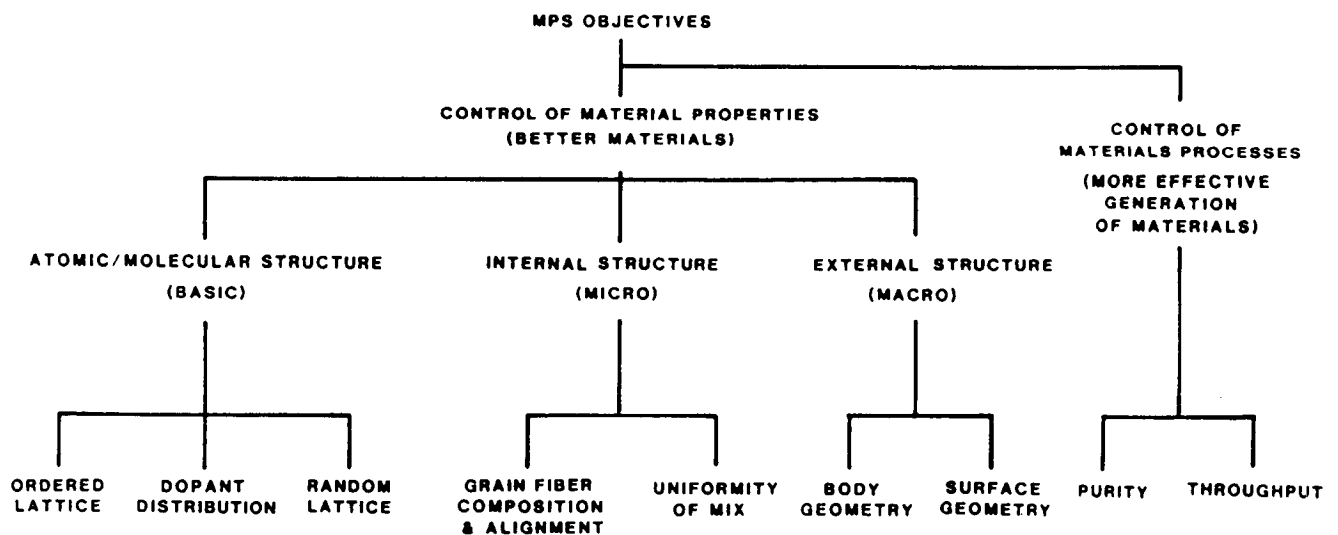 MPS OBJECTIVES
CONTROL OF MATERIAL PROPERTIES
(BETTER MATERIALS)
CONTROL OF
MATERIALS PROCESSES
(MORE EFFECTIVE
GENERATION
OF MATERIALS)
ATOMIC/MOLECULAR STRUCTURE
(BASIC)
INTERNAL STRUCTURE
(MICRO)
EXTERNAL STRUCTURE
(MACRO)
ORDERED
LATTICE
DOPANT
DISTRIBUTION
RANDOM
LATTICE
GRAIN FIBER
COMPOSITION
& ALIGNMENT
UNIFORMITY
OF MIX
BODY
GEOMETRY
SURFACE
GEOMETRY
PURITY
THROUGHPUT